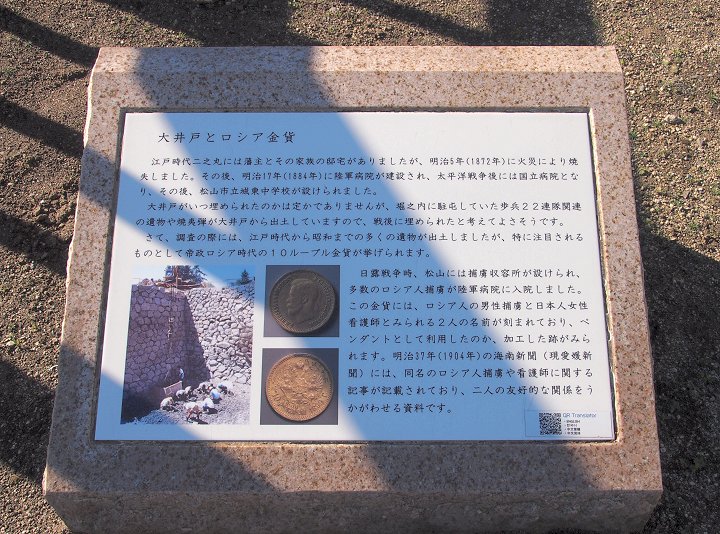 大井戸とロシア金貨
江戸時代二之丸には藩主とその家族の邸宅がありましたが、明治5年(1872年)に火災により焼
失しました。その後、明治17年(1884年)に陸軍病院が建設され、太平洋戦争後には国立病院とな
り、その後、松山市立城東中学校が設けられました。
大井戸がいつ埋められたのかは定かでありませんが、堀之内に駐屯していた歩兵２２連隊関連
の遺物や焼夷弾が大井戸から出土していますので、戦後に埋められたと考えてよさそうです。
さて、調査の際には、江戸時代から昭和までの多くの遺物が出土しましたが、特に注目される
ものとして帝政ロシア時代の１０ルーブル金貨が挙げられます。
日露戦争時、松山には捕虜収容所が設けられ、
多数のロシア人捕虜が陸軍病院に入院しました。
この金貨には、ロシア人の男性捕虜と日本人女性
看護師とみられる２人の名前が刻まれており、ペ
ンダントとして利用したのか、加工した跡がみら
れます。明治37年(1904年)の海南新聞（現愛媛新
聞）には、同名のロシア人捕虜や看護師に関する
記事が記載されており、二人の友好的な関係をう
かがわせる資料です。
QR Translator